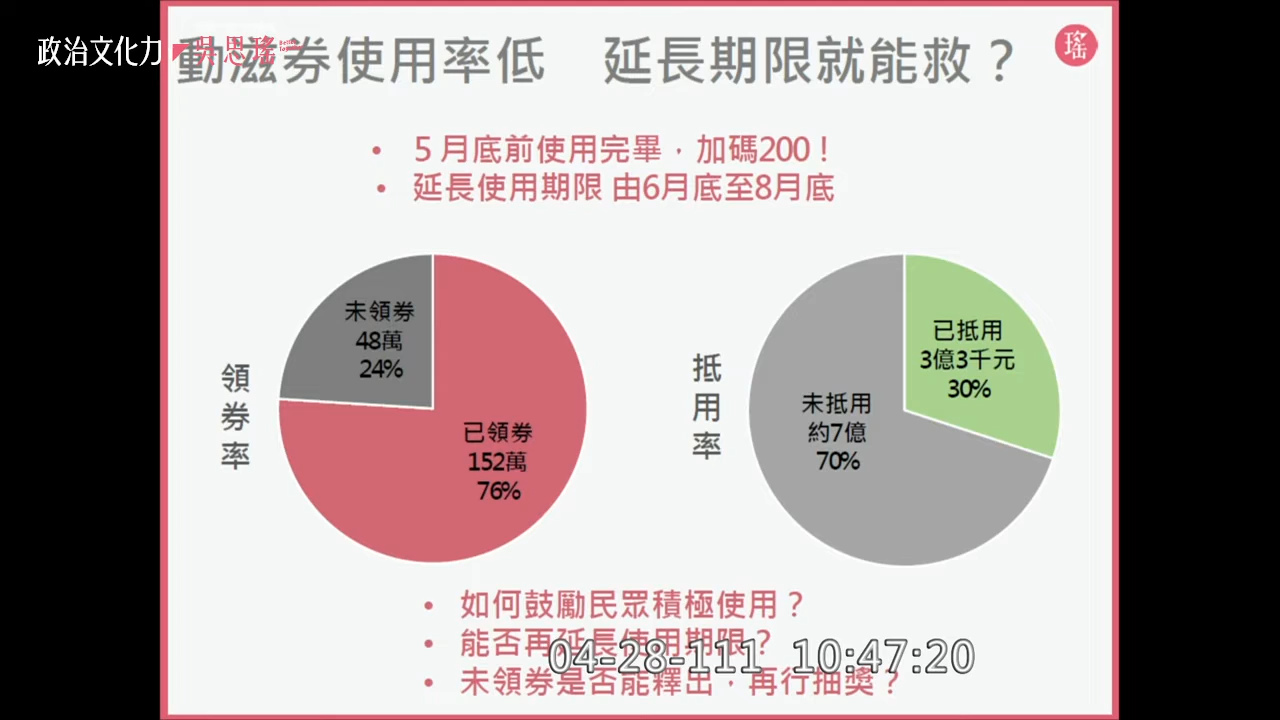 政治文化力 吳思瑤
動滋券使用率低 延長期限就能救？
瑤
• 5月底前使用完畢，加碼200！
• 延長使用期限 由6月底至8月底
領券率
未領券
48萬
24%
已領券
152萬
76%
抵用率
已抵用
3億3千元
30%
未抵用
約7億
70%
• 如何鼓勵民眾積極使用？
• 能否再延長使用期限？
04-28-111 10:47:20
• 未領券是否能釋出，再行抽獎？